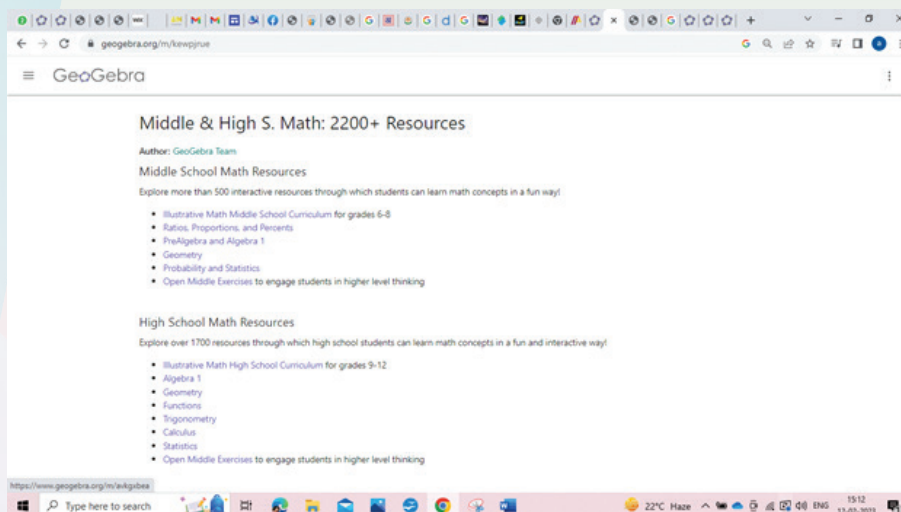 geogebra.org/m/kewpjrue
GeoGebra
Middle & High S. Math: 2200+ Resources
Author: GeoGebra Team
Middle School Math Resources
Explore more than 500 interactive resources through which students can learn math concepts in a fun way!
• Illustrative Math Middle School Curriculum for grades 6-8
• Ratios, Proportions, and Percents
• PreAlgebra and Algebra 1
• Geometry
• Probability and Statistics
• Open Middle Exercises to engage students in higher level thinking
High School Math Resources
Explore over 1700 resources through which high school students can learn math concepts in a fun and interactive way!
• Illustrative Math High School Curriculum for grades 9-12
• Algebra 1
• Geometry
• Functions
• Trigonometry
• Calculus
• Statistics
• Open Middle Exercises to engage students in higher level thinking
https://www.geogebra.org/m/avkgxbea
Type here to search
22°C Haze
ENG
15:12